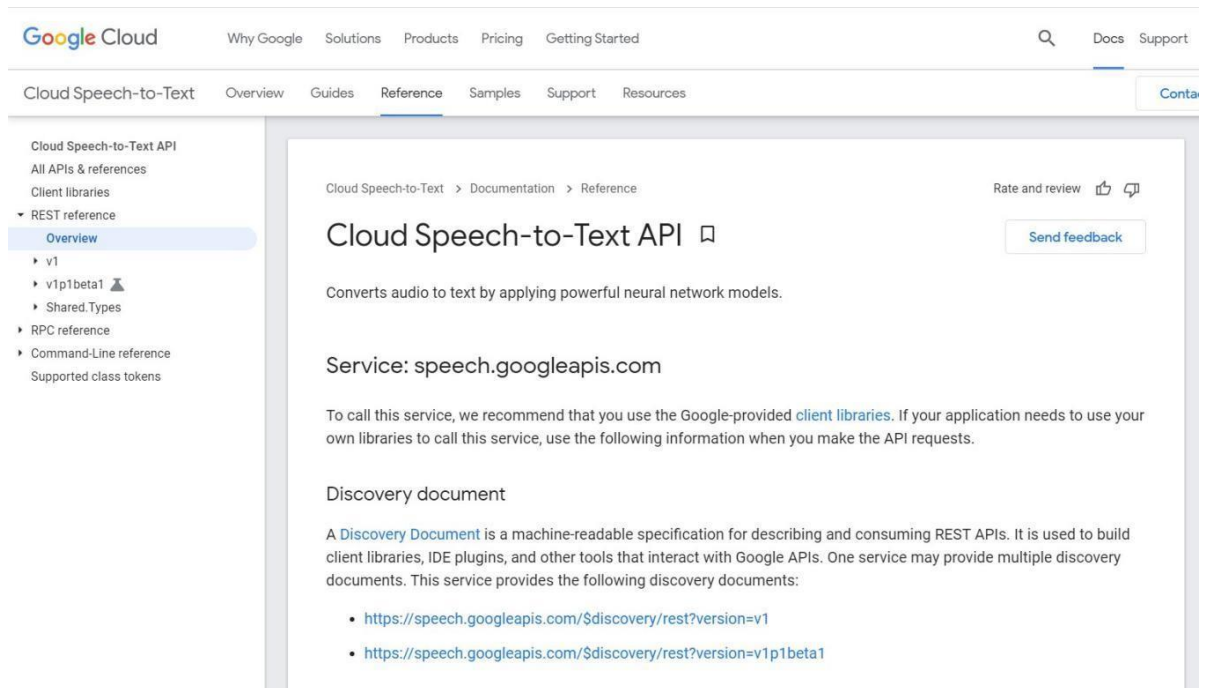 Google Cloud Why Google Solutions Products Pricing Getting Started Docs Support
Cloud Speech-to-Text Overview Guides Reference Samples Support Resources
Cloud Speech-to-Text API
All APIs & references
Client libraries
REST reference
Overview
v1
v1p1beta1
Shared.Types
RPC reference
Command-Line reference
Supported class tokens
Cloud Speech-to-Text > Documentation > Reference
Rate and review
Cloud Speech-to-Text API
Send feedback
Converts audio to text by applying powerful neural network models.
Service: speech.googleapis.com
To call this service, we recommend that you use the Google-provided client libraries. If your application needs to use your
own libraries to call this service, use the following information when you make the API requests.
Discovery document
A Discovery Document is a machine-readable specification for describing and consuming REST APIs. It is used to build
client libraries, IDE plugins, and other tools that interact with Google APIs. One service may provide multiple discovery
documents. This service provides the following discovery documents:
• https://speech.googleapis.com/$discovery/rest?version=v1
• https://speech.googleapis.com/$discovery/rest?version=v1p1beta1